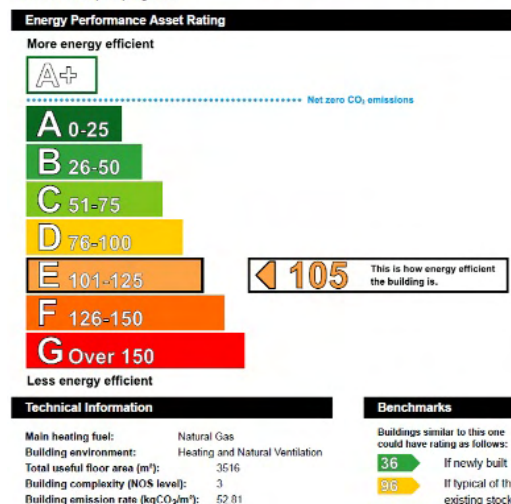 Energy Performance Asset Rating
More energy efficient
A+
Net zero CO₂ emissions
A 0-25
B 26-50
C 51-75
D 76-100
E 101-125
105 This is how energy efficient
the building is.
F 126-150
G Over 150
Less energy efficient
Technical Information
Main heating fuel: Natural Gas
Building environment: Heating and Natural Ventilation
Total useful floor area (m²): 3516
Building complexity (NOS level): 3
Building emission rate (kgCO₂/m²): 52.81
Benchmarks
Buildings similar to this one
could have rating as follows:
36 If newly built
96 If typical of th
existing stock